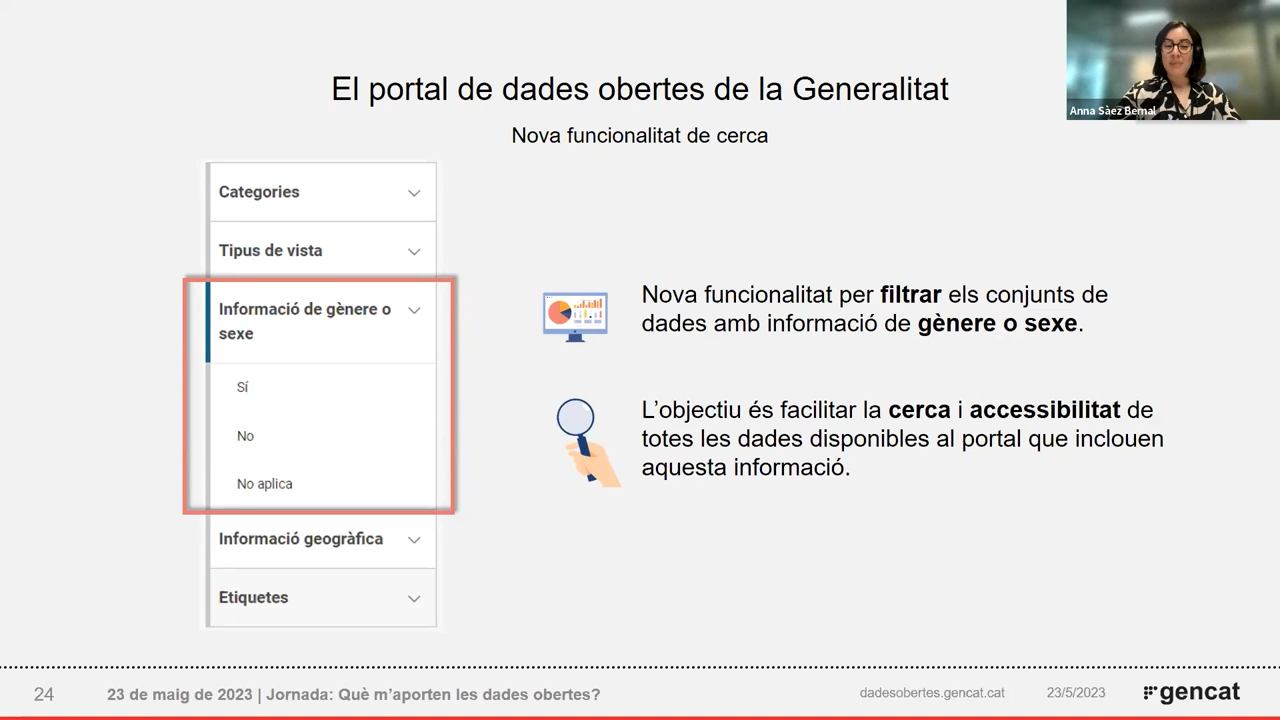 El portal de dades obertes de la Generalitat
Nova funcionalitat de cerca
Anna Sàez Bernal
Categories
Tipus de vista
Informació de gènere o
sexe
Sí
No
No aplica
Informació geogràfica
Etiquetes
Nova funcionalitat per filtrar els conjunts de
dades amb informació de gènere o sexe.
L’objectiu és facilitar la cerca i accessibilitat de
totes les dades disponibles al portal que inclouen
aquesta informació.
24
23 de maig de 2023 | Jornada: Què m’aporten les dades obertes?
dadesobertes.gencat.cat
23/5/2023
gencat